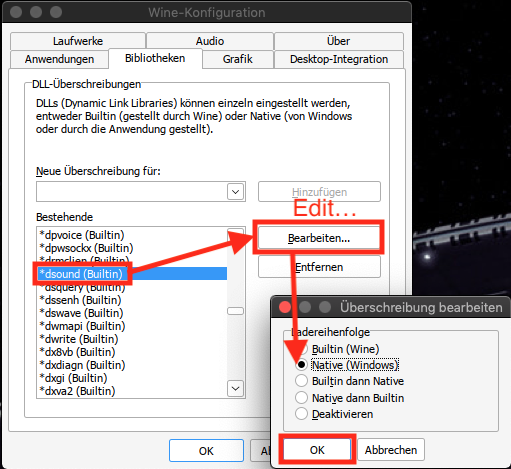 Wine-Konfiguration
Laufwerke
Audio
Über
Anwendungen
Bibliotheken
Grafik
Desktop-Integration
DLL-Überschreibungen
DLLs (Dynamic Link Libraries) können einzeln eingestellt werden,
entweder Builtin (gestellt durch Wine) oder Native (von Windows
oder durch die Anwendung gestellt).
Neue Überschreibung für:
Hinzufügen
Edit...
Bestehende
*dpvoice (Builtin)
*dpwsockx (Builtin)
*drmclien (Builtin)
*dsound (Builtin)
*dsquery (Builtin)
*dssenh (Builtin)
*dswave (Builtin)
*dwmapi (Builtin)
*dwrite (Builtin)
*dx8vb (Builtin)
*dxdiagn (Builtin)
*dxgi (Builtin)
*dxva2 (Builtin)
Bearbeiten...
Entfernen
OK
Überschreibung bearbeiten
Ladereihenfolge
Builtin (Wine)
Native (Windows)
Builtin dann Native
Native dann Builtin
Deaktivieren
OK
Abbrechen